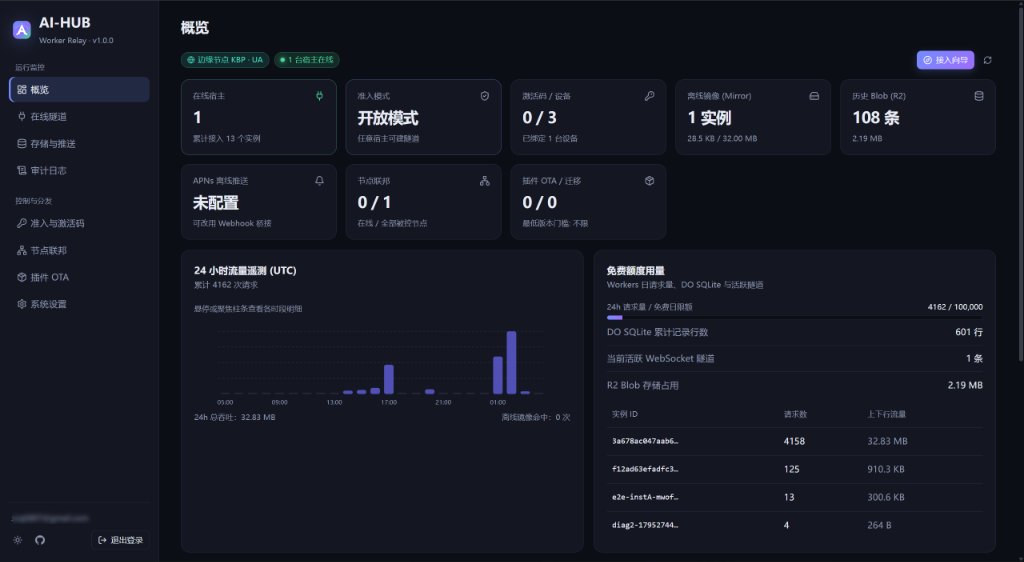 AI-HUB
Worker Relay · v1.0.0
运行监控
概览
在线隧道
存储与推送
审计日志
控制与分发
准入与激活码
节点联邦
插件 OTA
系统设置
退出登录
概览
边缘节点 KBP · UA
1 台宿主在线
接入向导
在线宿主
1
累计接入 13 个实例
准入模式
开放模式
任意宿主可建隧道
激活码 / 设备
0 / 3
已绑定 1 台设备
离线镜像 (Mirror)
1 实例
28.5 KB / 32.00 MB
历史 Blob (R2)
108 条
2.19 MB
APNs 离线推送
未配置
可改用 Webhook 桥接
节点联邦
0 / 1
在线 / 全部被控节点
插件 OTA / 迁移
0 / 0
最低版本门槛: 不限
24 小时流量遥测 (UTC)
累计 4162 次请求
悬停或聚焦柱条查看各时段明细
05:00 09:00 13:00 17:00 21:00 01:00
24h 总吞吐: 32.83 MB
离线镜像命中: 0 次
免费额度用量
Workers 日请求量、DO SQLite 与活跃隧道
24h 请求量 / 免费日限额 4162 / 100,000
DO SQLite 累计记录行数 601 行
当前活跃 WebSocket 隧道 1 条
R2 Blob 存储占用 2.19 MB
实例 ID 请求数 上下行流量
3a678ac047aab6… 4158 32.83 MB
f12ad63efadfc3… 125 910.3 KB
e2e-instA-mwof… 13 300.6 KB
diag2-17952744… 4 264 B